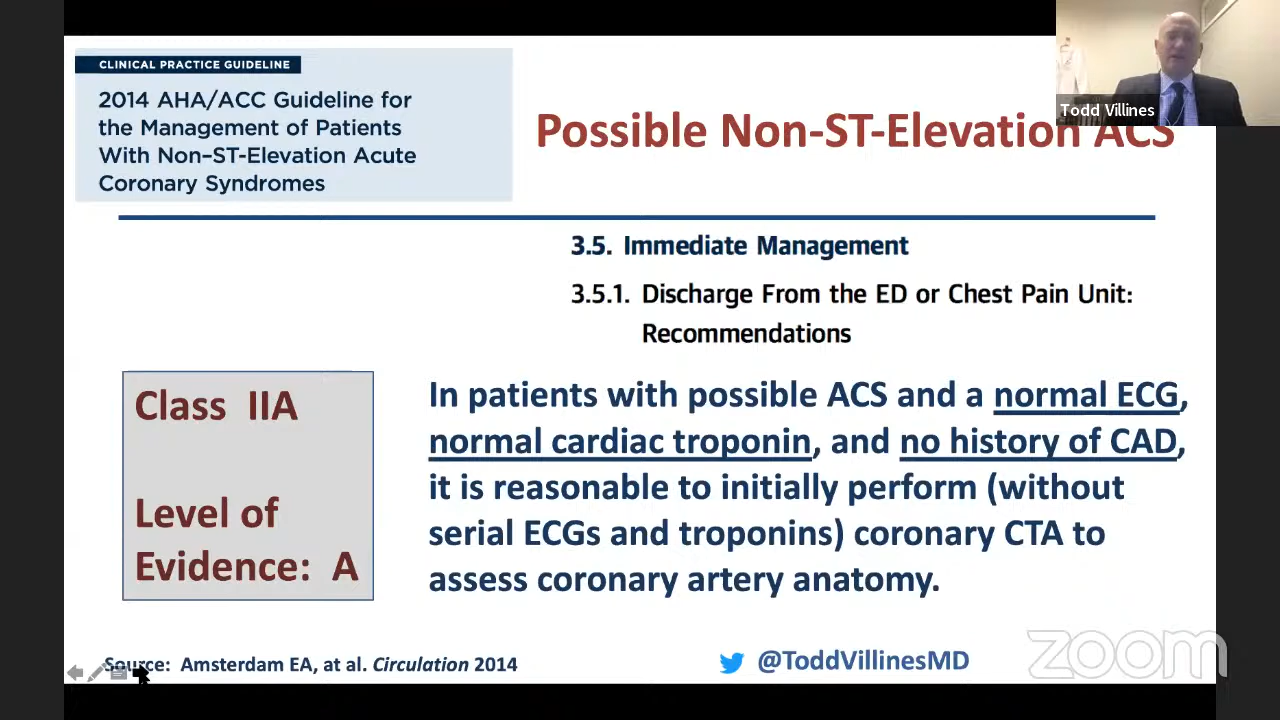 CLINICAL PRACTICE GUIDELINE
2014 AHA/ACC Guideline for
the Management of Patients
With Non–ST-Elevation Acute
Coronary Syndromes
Possible Non-ST-Elevation ACS
Todd Villines
3.5. Immediate Management
3.5.1. Discharge From the ED or Chest Pain Unit:
Recommendations
Class IIA
Level of
Evidence: A
In patients with possible ACS and a normal ECG,
normal cardiac troponin, and no history of CAD,
it is reasonable to initially perform (without
serial ECGs and troponins) coronary CTA to
assess coronary artery anatomy.
Source: Amsterdam EA, at al. Circulation 2014
@ToddVillinesMD
zoom